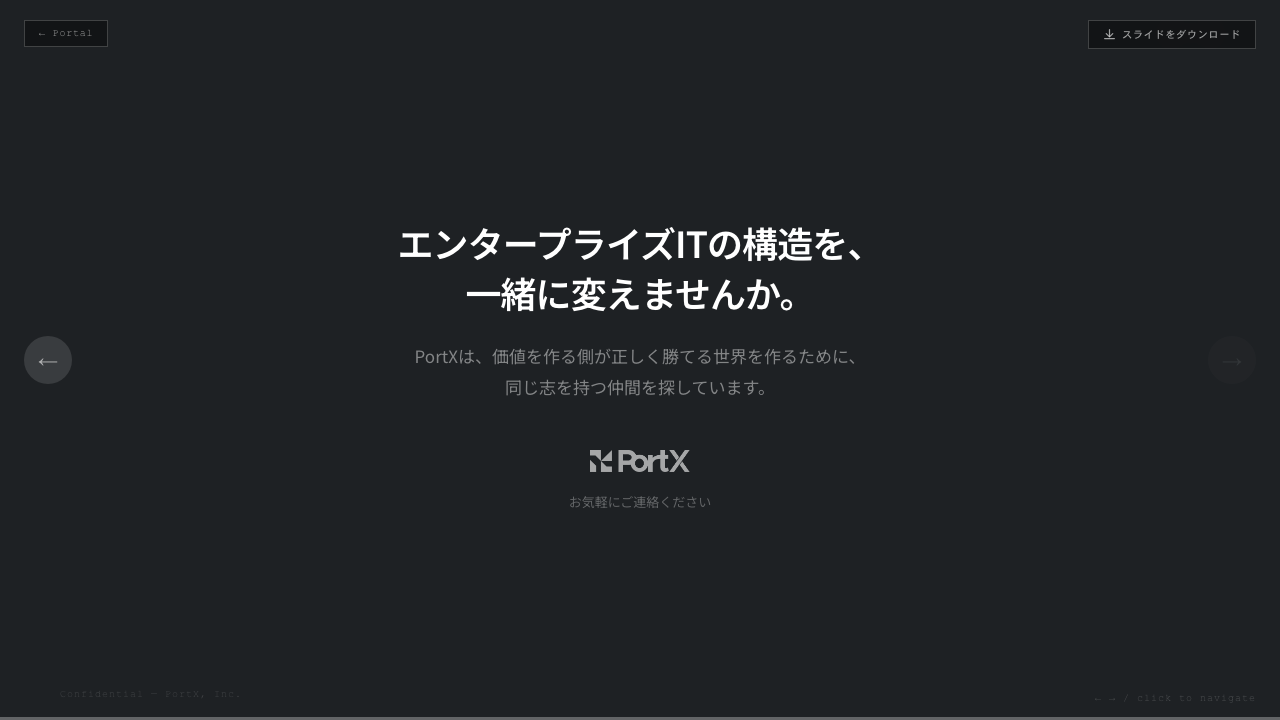 ← Portal
スライドをダウンロード
エンタープライズITの構造を、
一緒に変えませんか。
PortXは、価値を作る側が正しく勝てる世界を作るために、
同じ志を持つ仲間を探しています。
PortX
お気軽にご連絡ください
Confidential — PortX, Inc.
← → / click to navigate